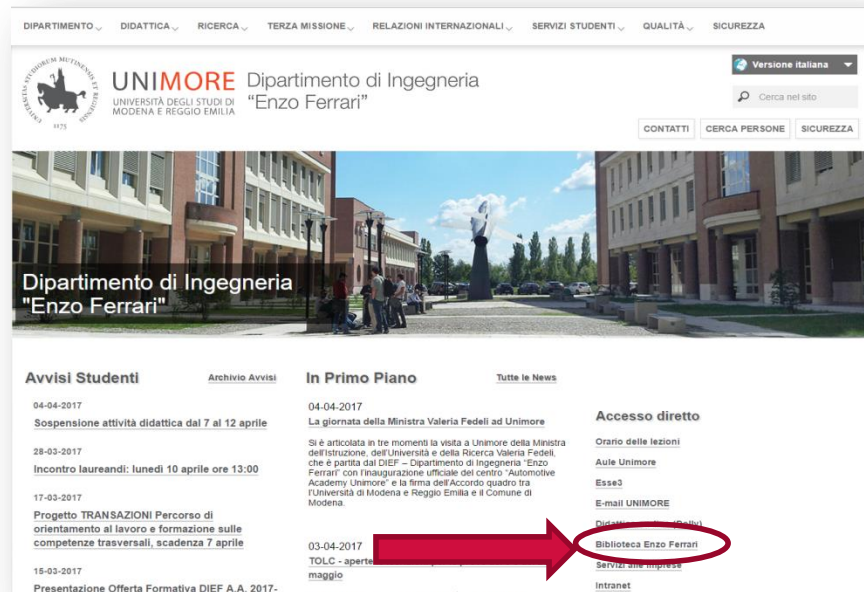 DIPARTIMENTO DIDATTICA RICERCA TERZA MISSIONE RELAZIONI INTERNAZIONALI SERVIZI STUDENTI QUALITÀ SICUREZZA
1175
UNIMORE
UNIVERSITÀ DEGLI STUDI DI
MODENA E REGGIO EMILIA
Dipartimento di Ingegneria
"Enzo Ferrari"
Versione italiana
Cerca nel sito
CONTATTI CERCA PERSONE SICUREZZA
Dipartimento di Ingegneria
"Enzo Ferrari"
Avvisi Studenti Archivio Avvisi
04-04-2017
Sospensione attività didattica dal 7 al 12 aprile
28-03-2017
Incontro laureandi: lunedì 10 aprile ore 13:00
17-03-2017
Progetto TRANSAZIONI Percorso di
orientamento al lavoro e formazione sulle
competenze trasversali, scadenza 7 aprile
15-03-2017
Presentazione Offerta Formativa DIEF A.A. 2017-
In Primo Piano Tutte le News
04-04-2017
La giornata della Ministra Valeria Fedeli ad Unimore
Si è articolata in tre momenti la visita a Unimore della Ministra
dell'Istruzione, dell'Università e della Ricerca Valeria Fedeli,
che è partita dal DIEF – Dipartimento di Ingegneria "Enzo
Ferrari" con l'inaugurazione ufficiale del centro "Automotive
Academy Unimore" e la firma dell'Accordo quadro tra
l'Università di Modena e Reggio Emilia e il Comune di
Modena.
03-04-2017
TOLC - aperte
maggio
Accesso diretto
Orario delle lezioni
Aule Unimore
Esse3
E-mail UNIMORE
Biblioteca Enzo Ferrari
Servizi alle Imprese
Intranet